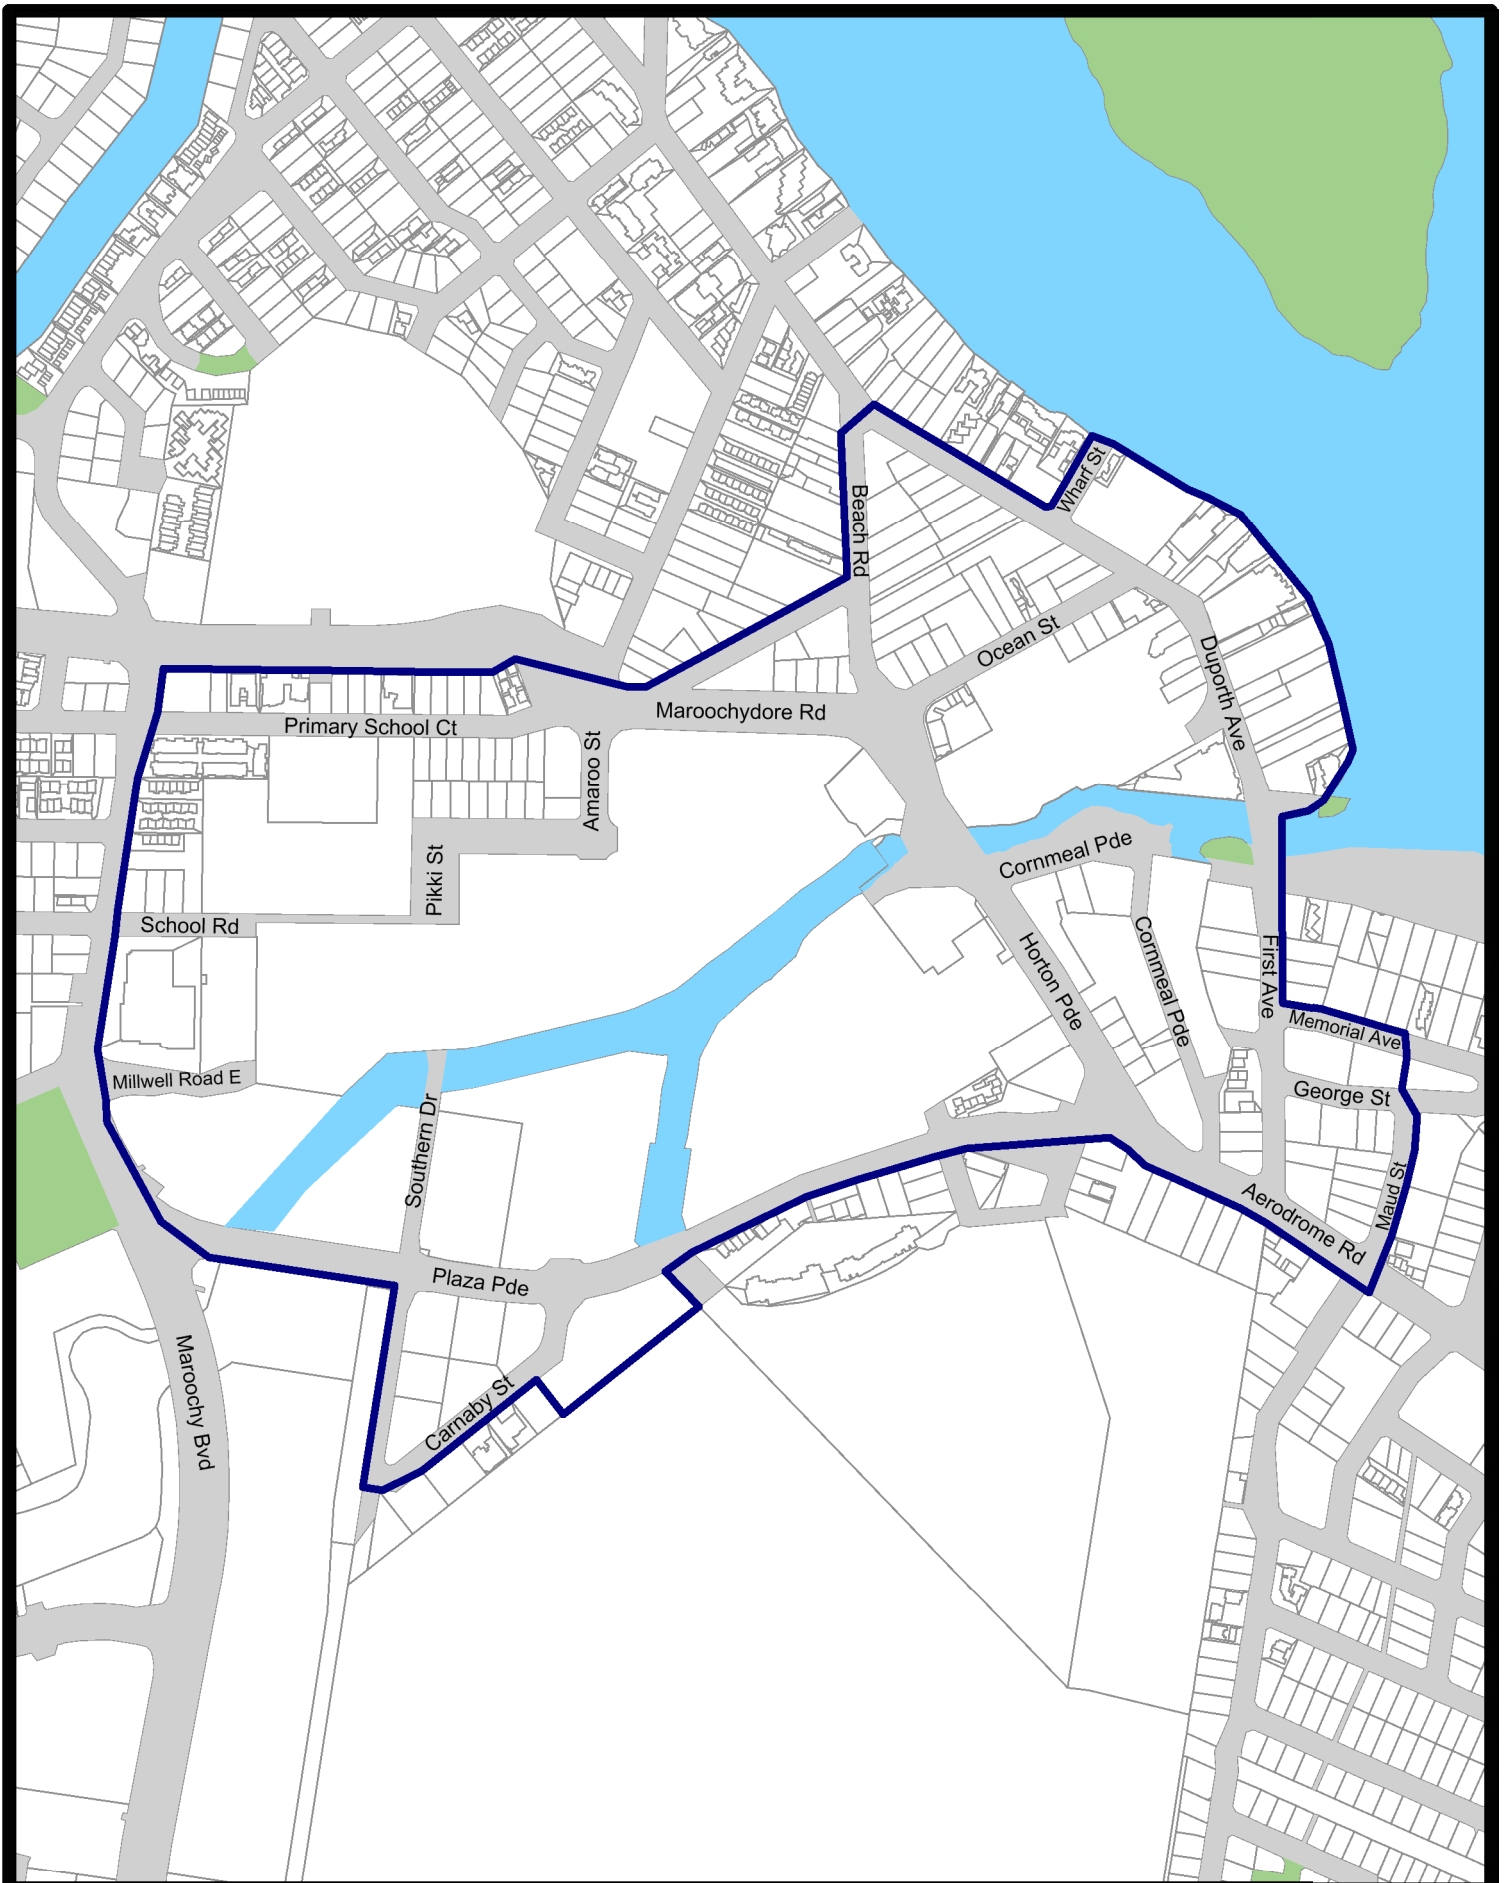 Wharf St
Beach Rd
Ocean St
Duporth Ave
Maroochydore Rd
Primary School Ct
Amaroo St
Cornmeal Pde
Pikki St
School Rd
Cornmeal Pde
First Ave
Horton Pde
Memorial Ave
Millwell Road E
George St
Southern Dr
Maud St
Aerodrome Rd
Plaza Pde
Maroochy Bvd
Carnaby St